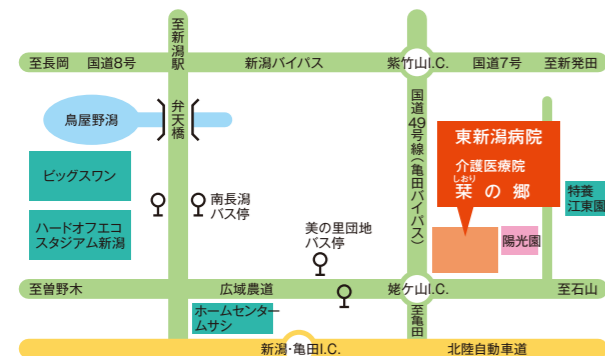 至新潟駅
至長岡
国道8号
新潟バイパス
紫竹山I.C.
国道7号
至新発田
鳥屋野潟
弁天橋
国道49号線(亀田バイパス)
東新潟病院
介護医療院
しおり
栞の郷
ビッグスワン
特養
江東園
南長潟
バス停
ハードオフエコ
スタジアム新潟
美の里団地
バス停
陽光園
至曽野木
広域農道
姥ケ山I.C.
至石山
ホームセンター
ムサシ
至亀田
新潟・亀田I.C.
北陸自動車道